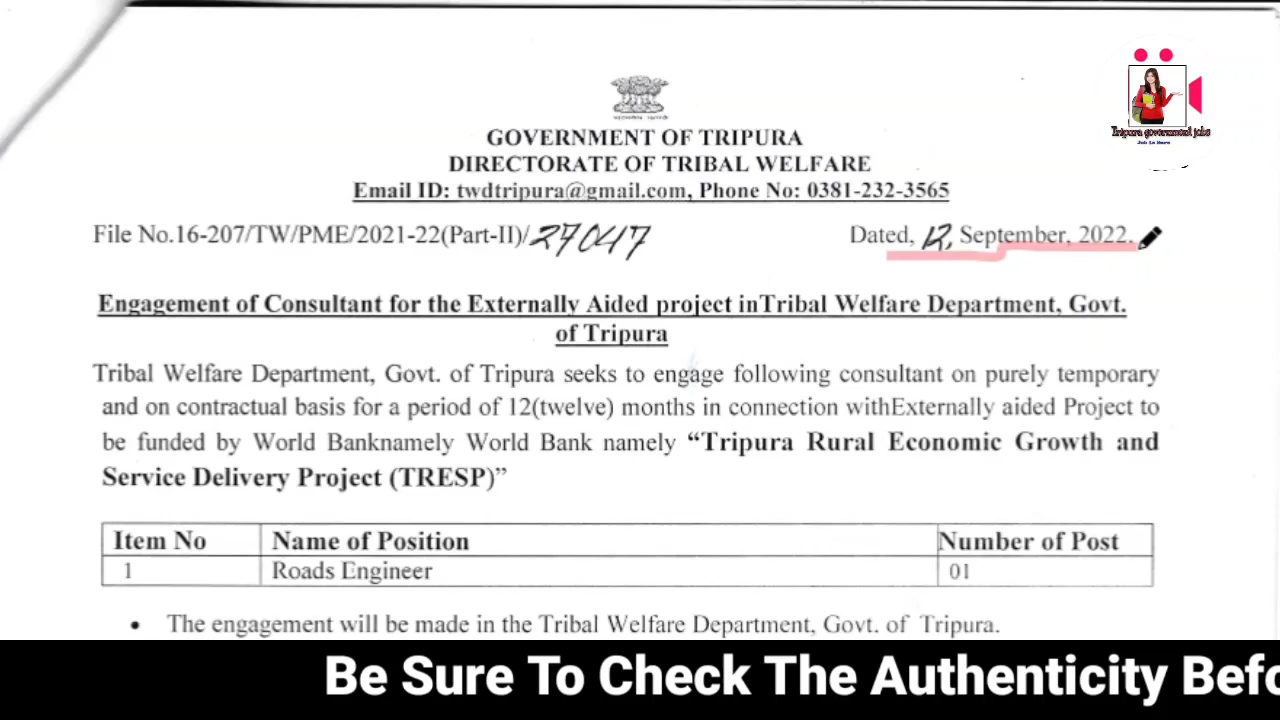 Tripura government jobs
GOVERNMENT OF TRIPURA
DIRECTORATE OF TRIBAL WELFARE
Email ID: twdtripura@gmail.com, Phone No: 0381-232-3565
File No.16-207/TW/PME/2021-22(Part-II)/27047 Dated, 12, September, 2022.
Engagement of Consultant for the Externally Aided project inTribal Welfare Department, Govt.
of Tripura
Tribal Welfare Department, Govt. of Tripura seeks to engage following consultant on purely temporary
and on contractual basis for a period of 12(twelve) months in connection withExternally aided Project to
be funded by World Banknamely World Bank namely “Tripura Rural Economic Growth and
Service Delivery Project (TRESP)”
Item No Name of Position Number of Post
1 Roads Engineer 01
• The engagement will be made in the Tribal Welfare Department, Govt. of Tripura.
Be Sure To Check The Authenticity Befo